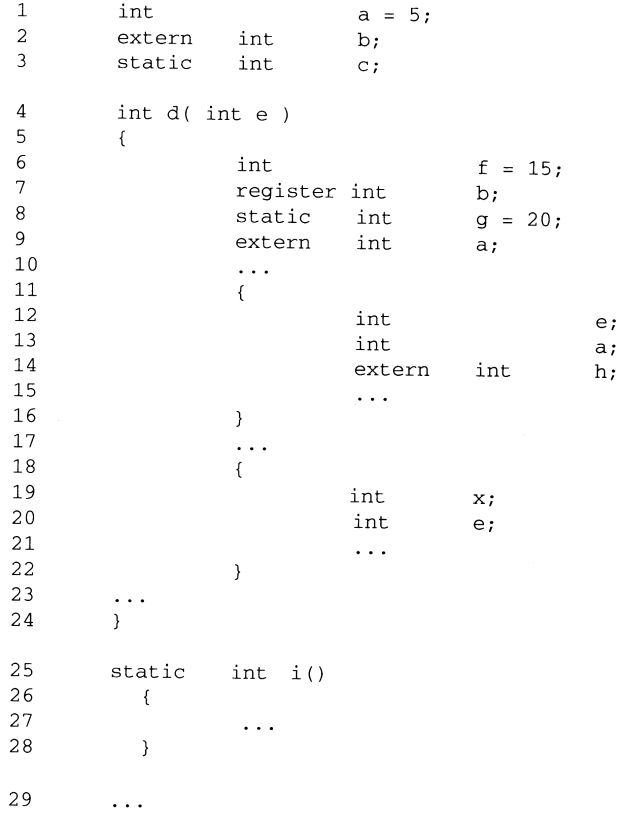 1 int a = 5;
2 extern int b;
3 static int c;
4 int d( int e )
5 {
6 int f = 15;
7 register int b;
8 static int g = 20;
9 extern int a;
10 ...
11 {
12 int e;
13 int a;
14 extern int h;
15 ...
16 }
17 ...
18 {
19 int x;
20 int e;
21 ...
22 }
23 ...
24 }
25 static int i()
26 {
27 ...
28 }
29 ...